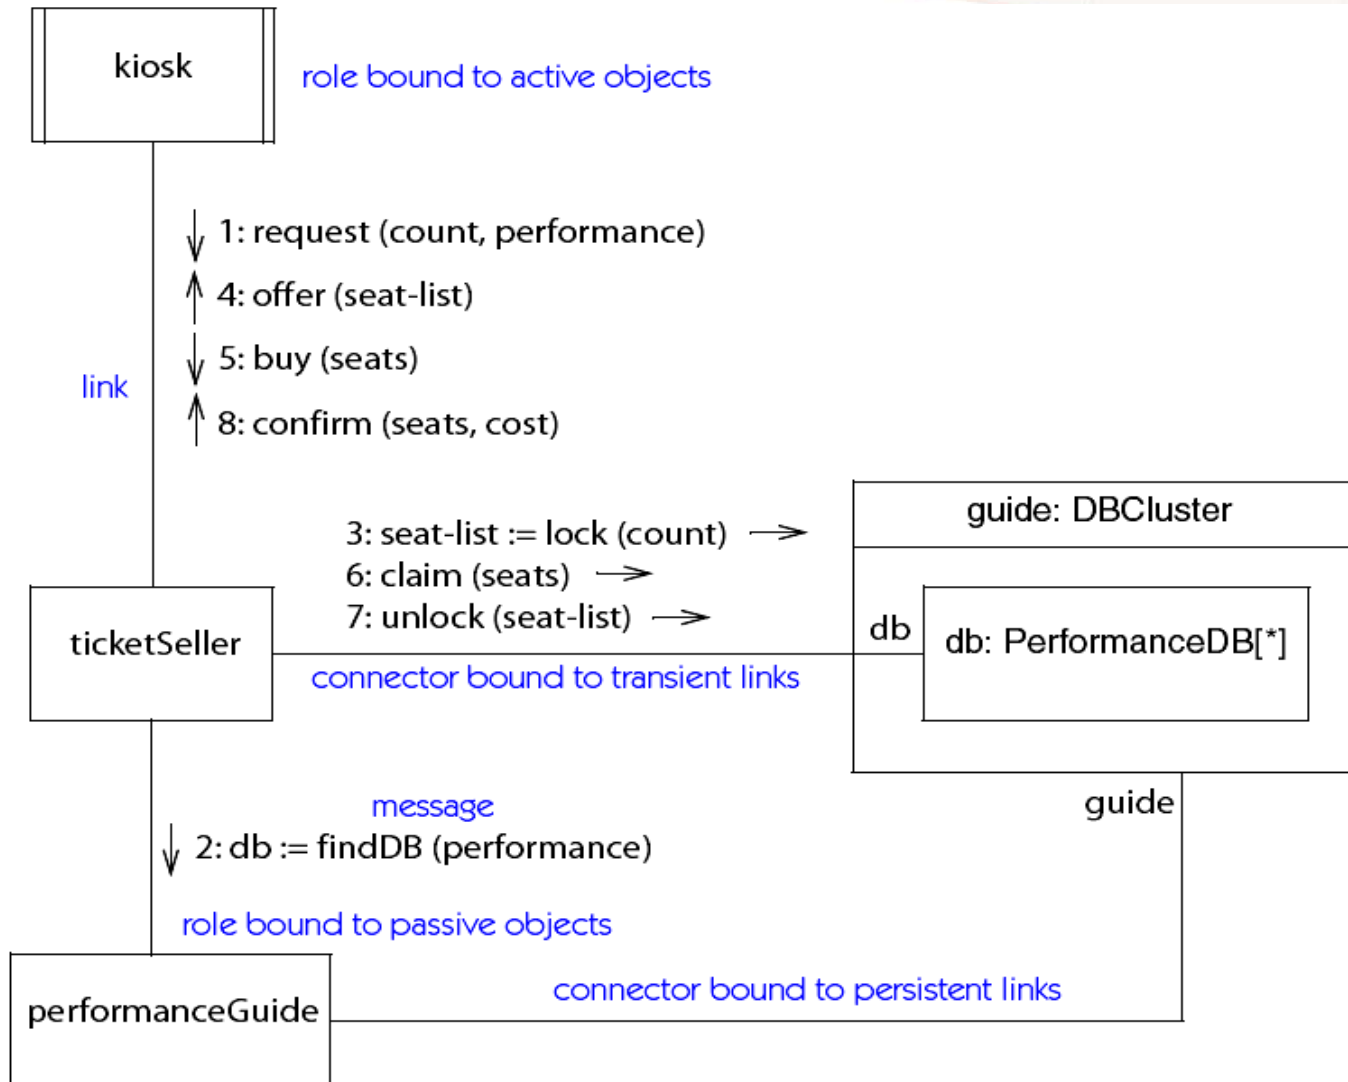 kiosk
role bound to active objects
1: request (count, performance)
4: offer (seat-list)
5: buy (seats)
link
8: confirm (seats, cost)
guide: DBCluster
3: seat-list := lock (count)
6: claim (seats)
7: unlock (seat-list)
ticketSeller
db
db: PerformanceDB[*]
connector bound to transient links
message
guide
2: db := findDB (performance)
role bound to passive objects
connector bound to persistent links
performanceGuide